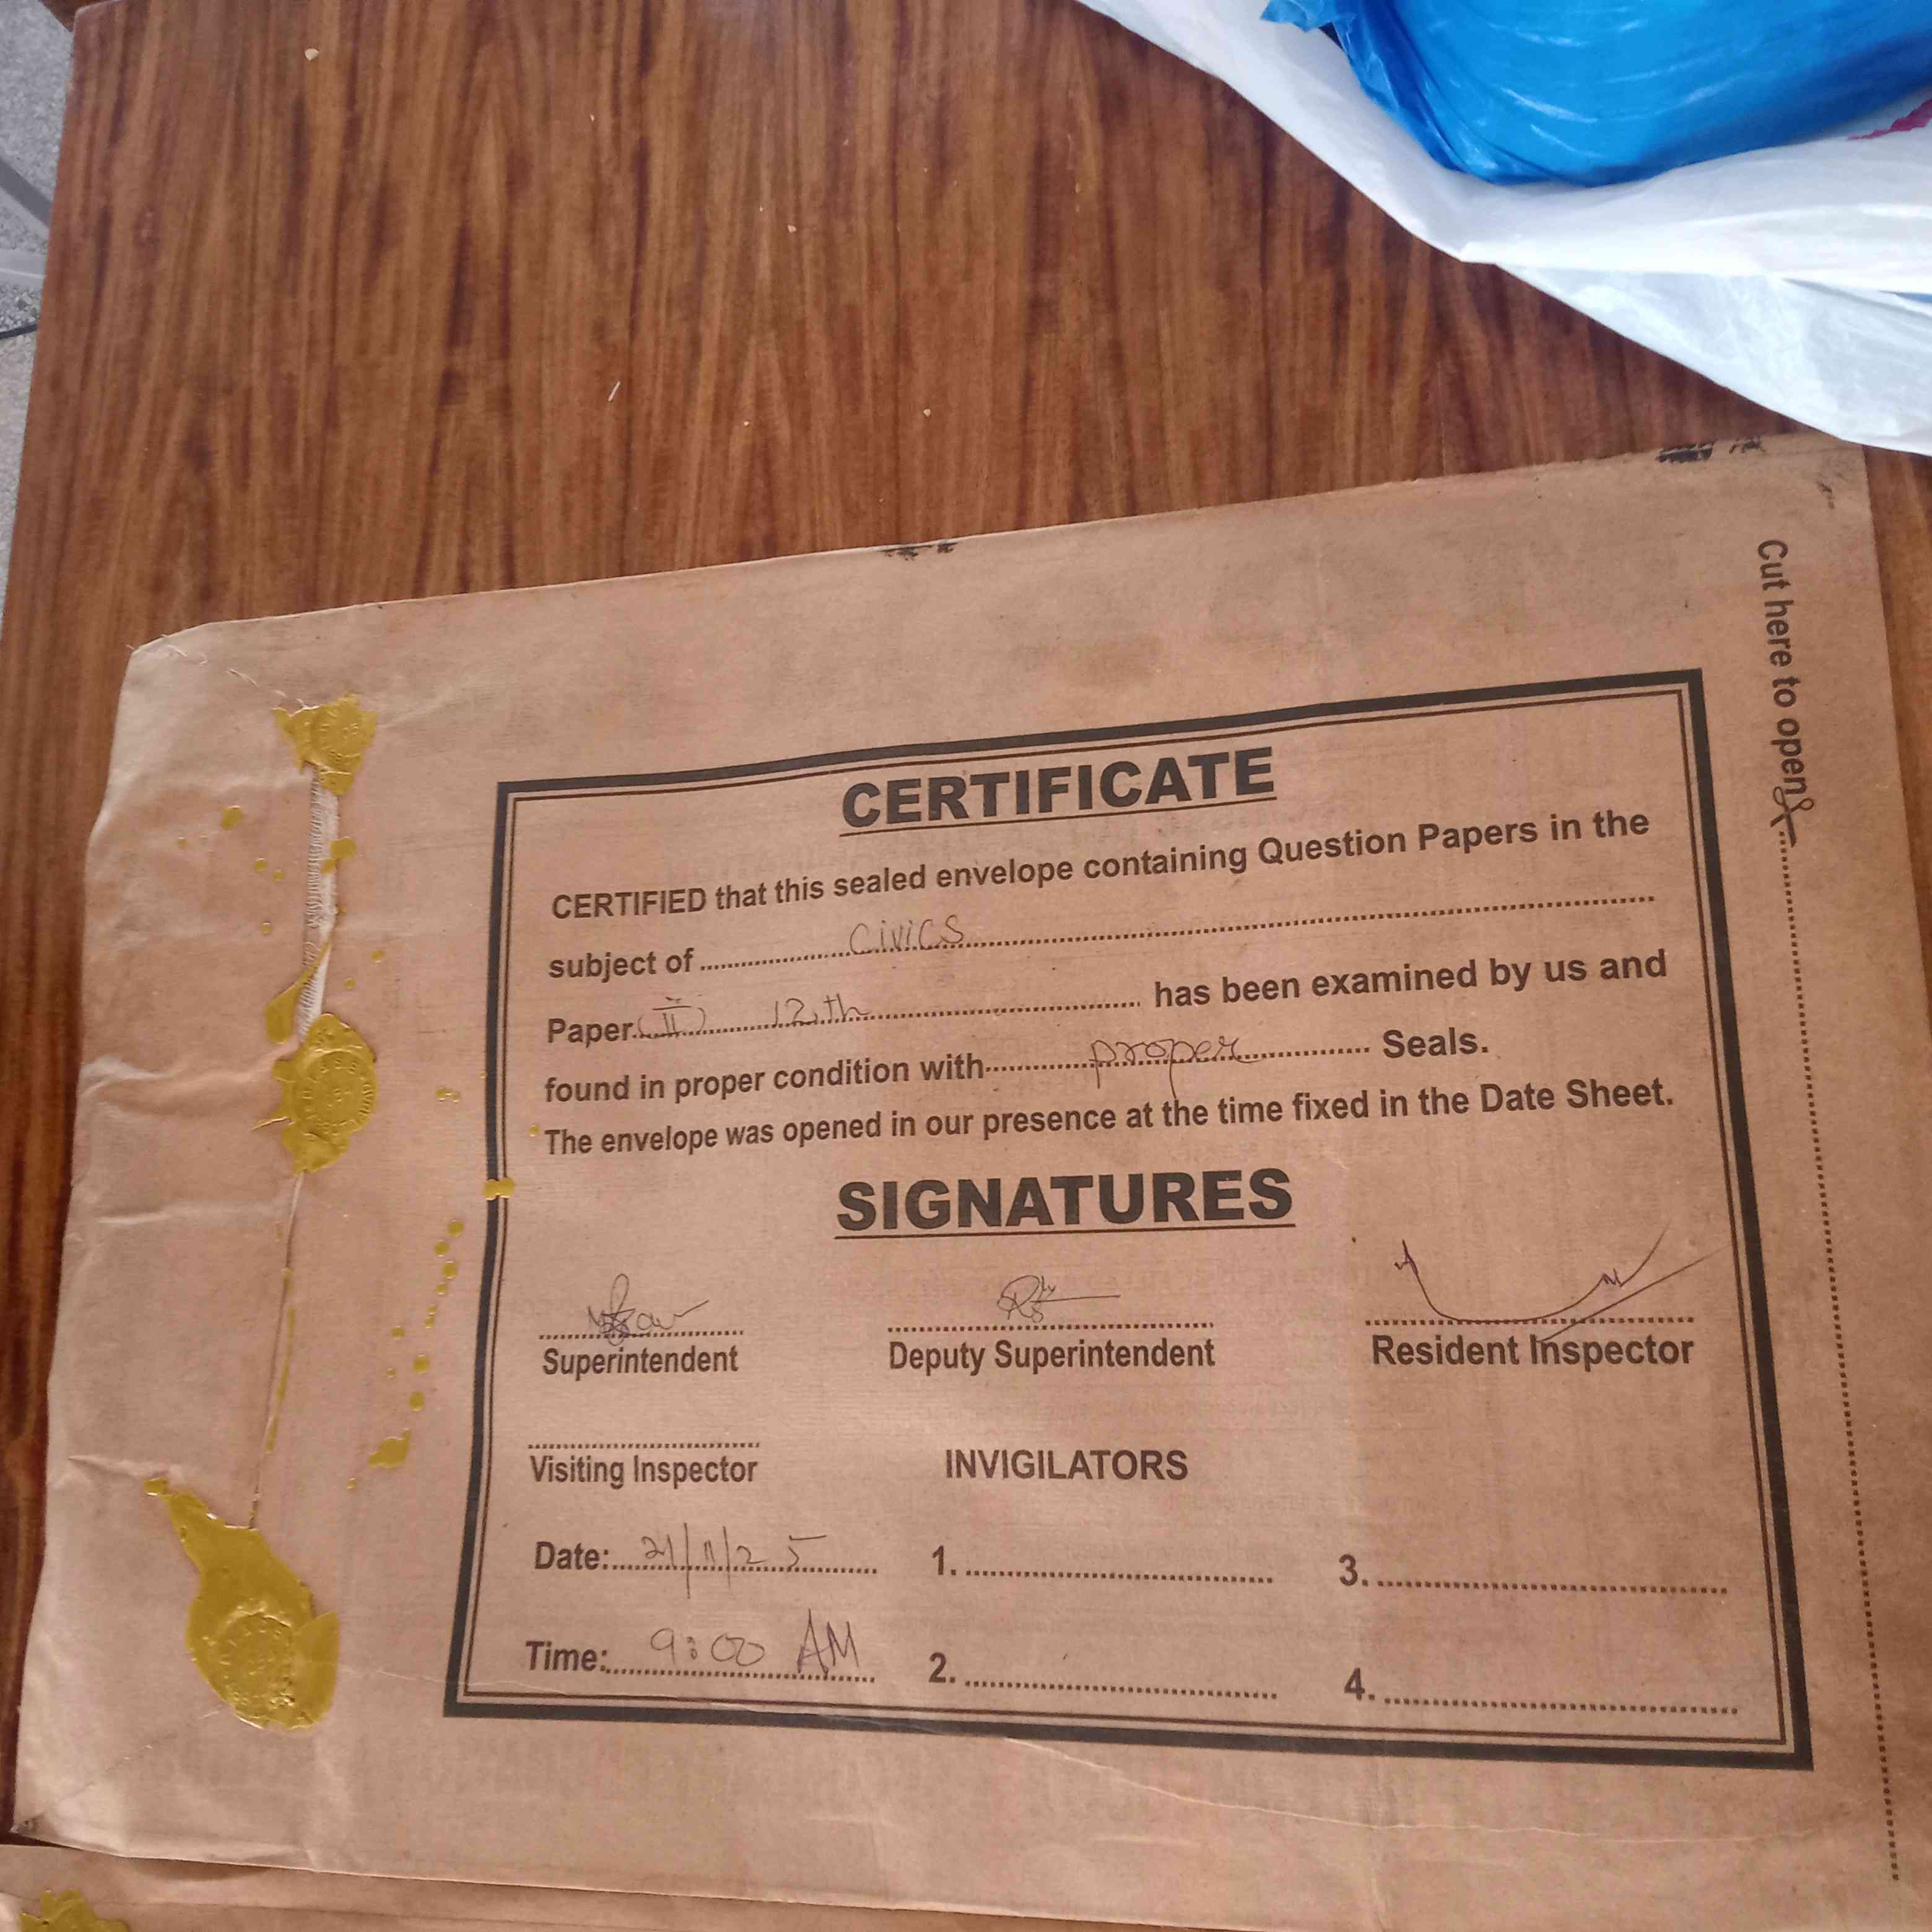 Cut here to open
CERTIFICATE
CERTIFIED that this sealed envelope containing Question Papers in the
subject of Civics
Paper (II) 12th has been examined by us and
found in proper condition with proper Seals.
The envelope was opened in our presence at the time fixed in the Date Sheet.
SIGNATURES
Superintendent Deputy Superintendent Resident Inspector
Visiting Inspector INVIGILATORS
Date: 21/11/25 1. 3.
Time: 9:00 AM 2. 4.